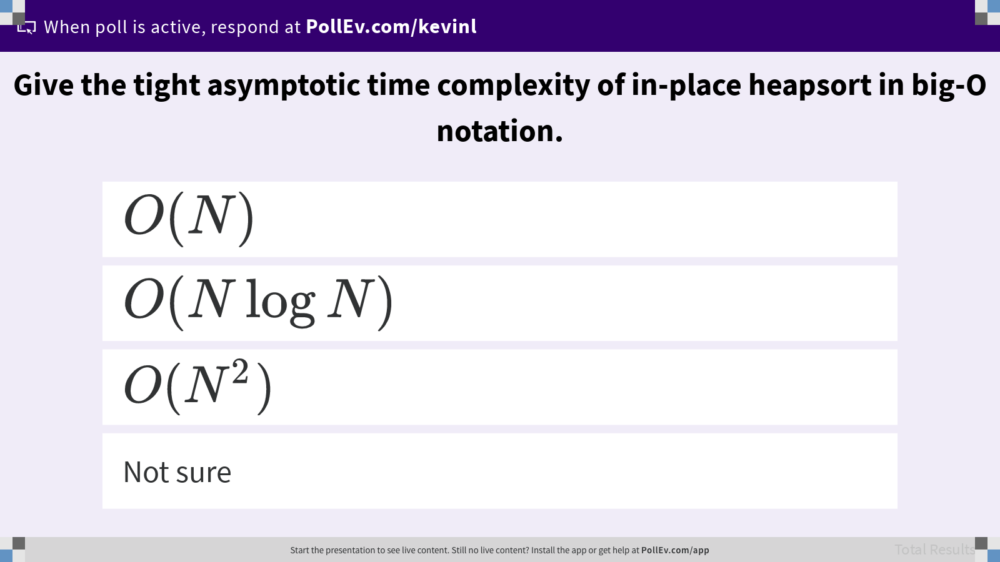 When poll is active, respond at PollEv.com/kevinl
Give the tight asymptotic time complexity of in-place heapsort in big-O
notation.
O(N)
O(N log N)
O(N²)
Not sure
Start the presentation to see live content. Still no live content? Install the app or get help at PollEv.com/app
Total Results